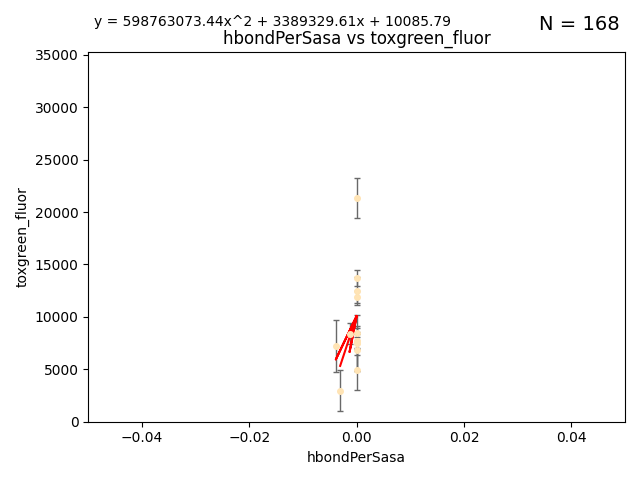 y = 598763073.44x^2 + 3389329.61x + 10085.79
N = 168
hbondPerSasa vs toxgreen_fluor
35000
30000
25000
20000
15000
10000
5000
0
toxgreen_fluor
−0.04
−0.02
0.00
0.02
0.04
hbondPerSasa